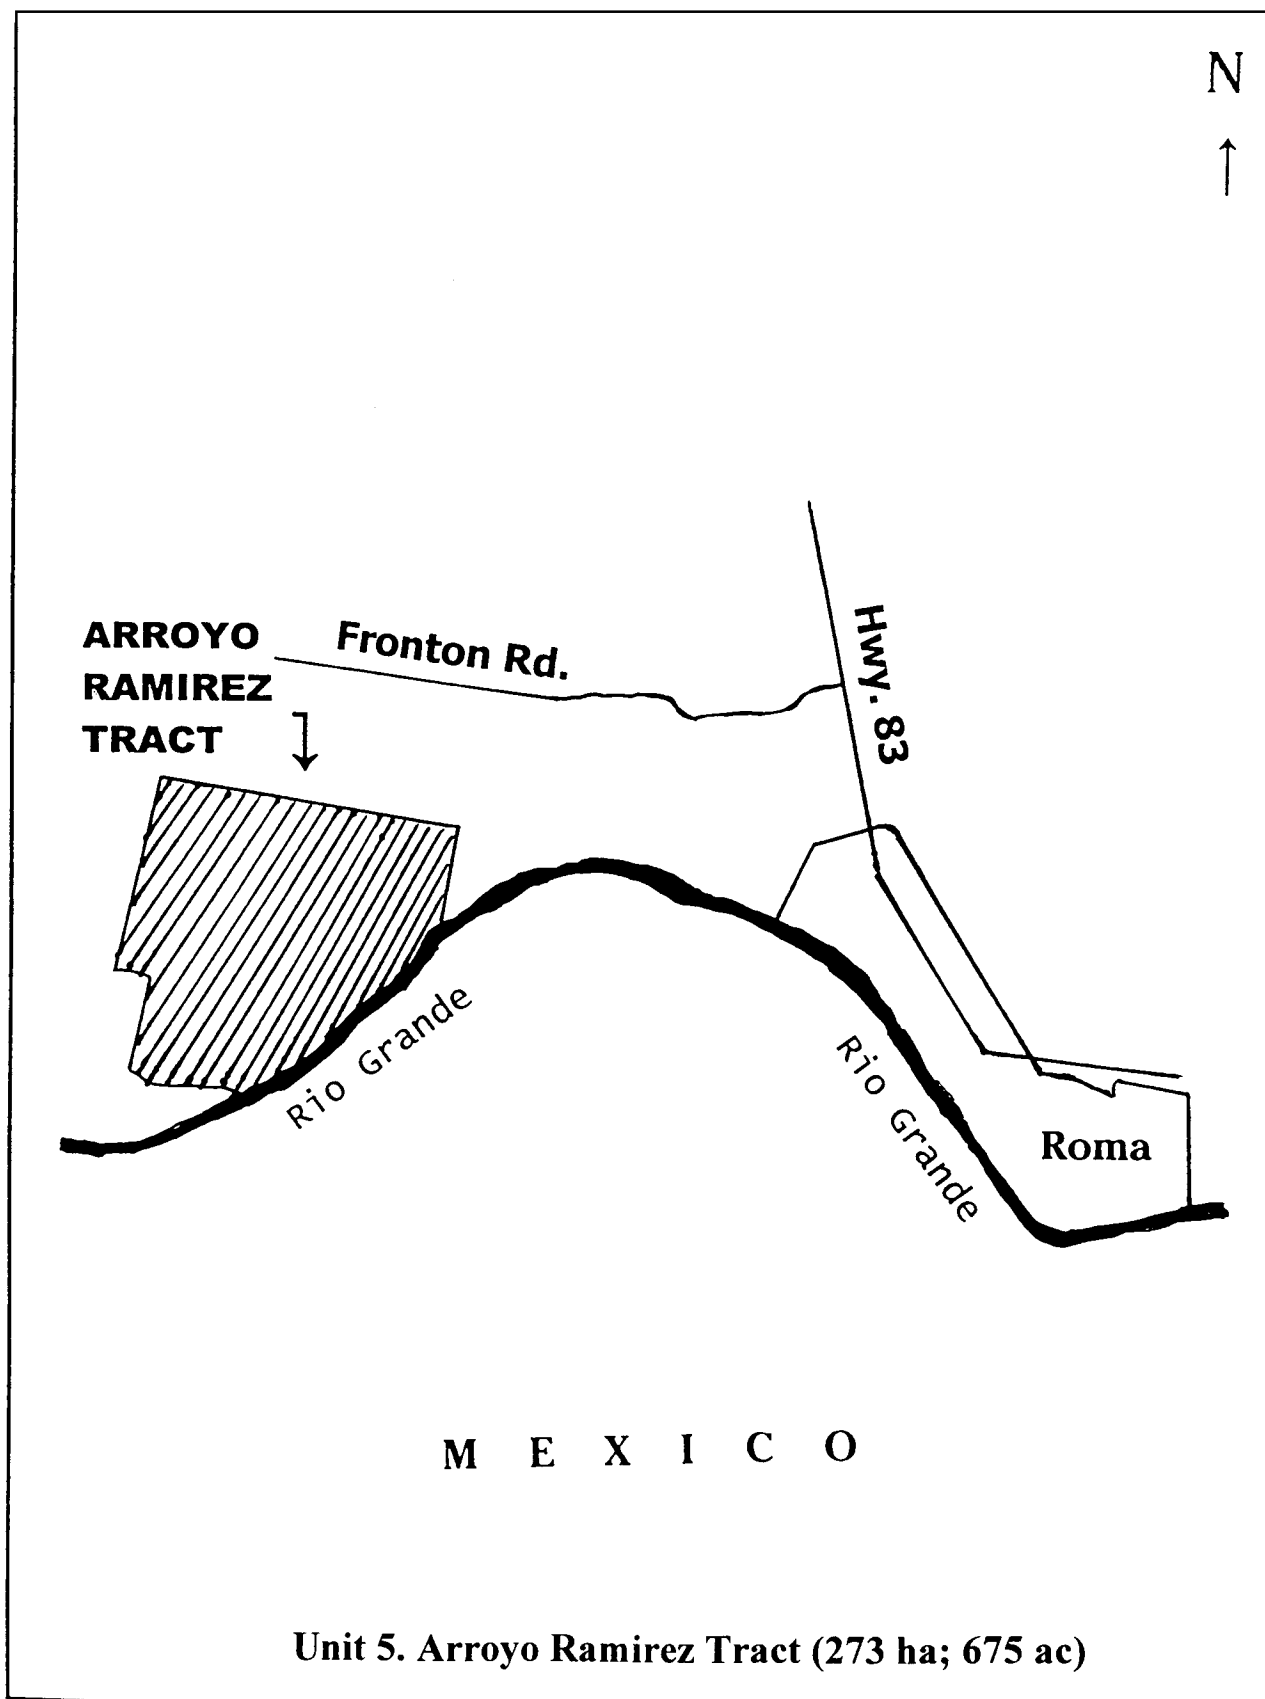 N
ARROYO
RAMIREZ
TRACT
Fronton Rd.
Hwy. 83
Rio Grande
Rio Grande
Roma
MEXICO
Unit 5. Arroyo Ramirez Tract (273 ha; 675 ac)